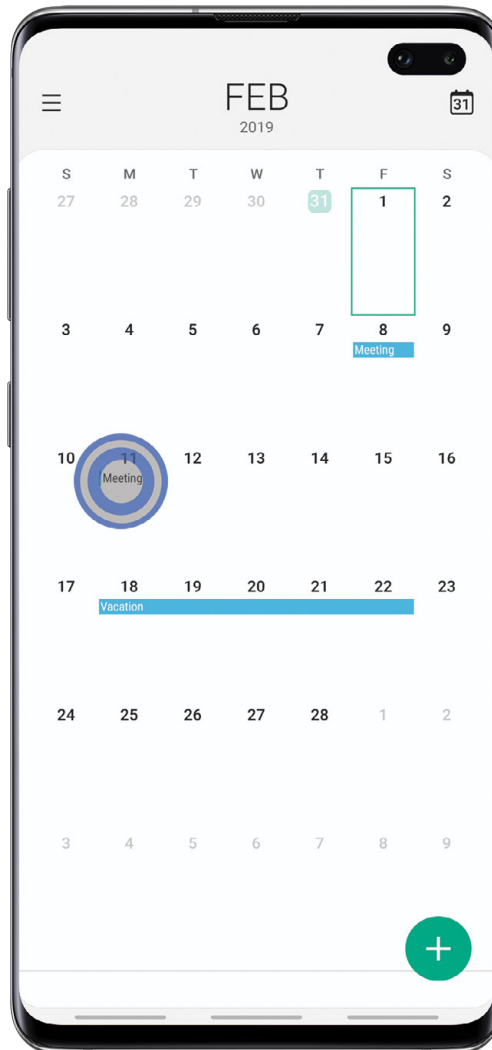 FEB
31
2019
S M T W T F S
27 28 29 30 31 1 2
3 4 5 6 7 8 9
Meeting
10 11 12 13 14 15 16
Meeting
17 18 19 20 21 22 23
Vacation
24 25 26 27 28 1 2
3 4 5 6 7 8 9